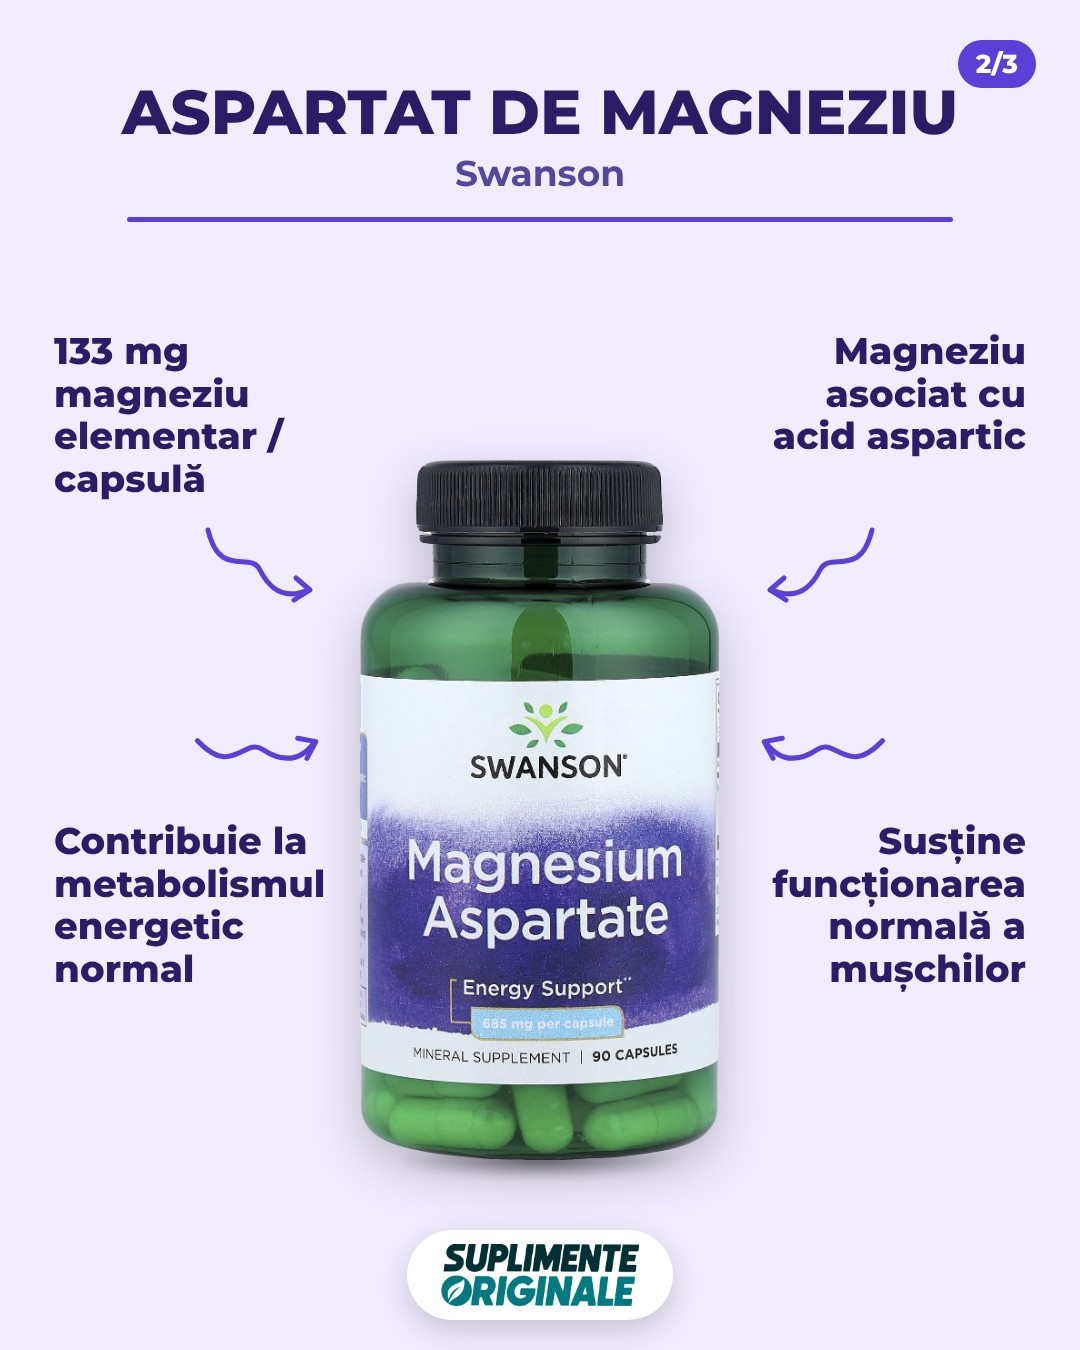 2/3
ASPARTAT DE MAGNEZIU
Swanson
133 mg
magneziu
elementar /
capsulă
Magneziu
asociat cu
acid aspartic
SWANSON
Magnesium
Aspartate
Energy Support
685 mg per capsule
MINERAL SUPPLEMENT | 90 CAPSULES
Contribuie la
metabolismul
energetic
normal
Susține
funcționarea
normală a
mușchilor
SUPLIMENTE
ORIGINALE